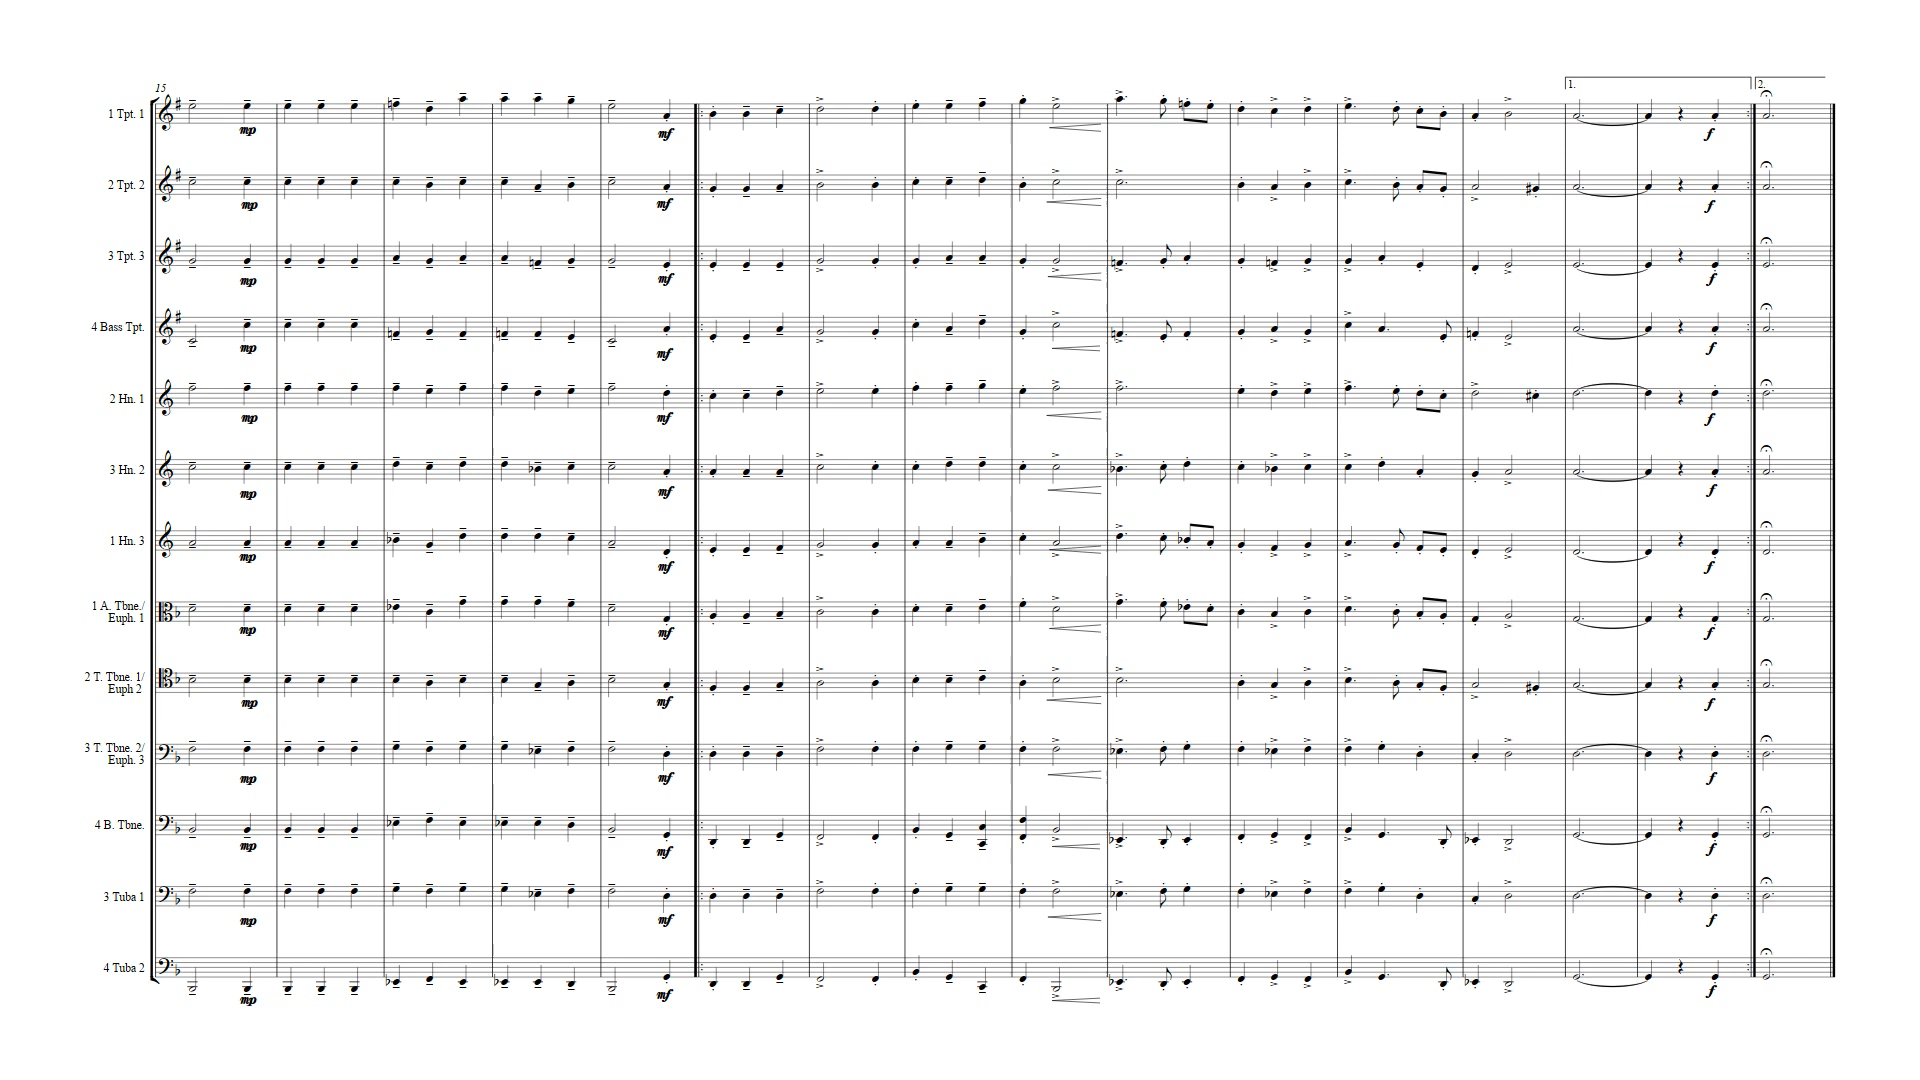 15
1.
2.
1 Tpt. 1
mp
mf
f
2 Tpt. 2
mp
mf
f
3 Tpt. 3
mp
mf
f
4 Bass Tpt.
mp
mf
f
2 Hn. 1
mp
mf
f
3 Hn. 2
mp
mf
f
1 Hn. 3
mp
mf
f
1 A. Tbne./
Euph. 1
mp
mf
f
2 T. Tbne. 1/
Euph 2
mp
mf
f
3 T. Tbne. 2/
Euph. 3
mp
mf
f
4 B. Tbne.
mp
mf
f
3 Tuba 1
mp
mf
f
4 Tuba 2
mp
mf
f